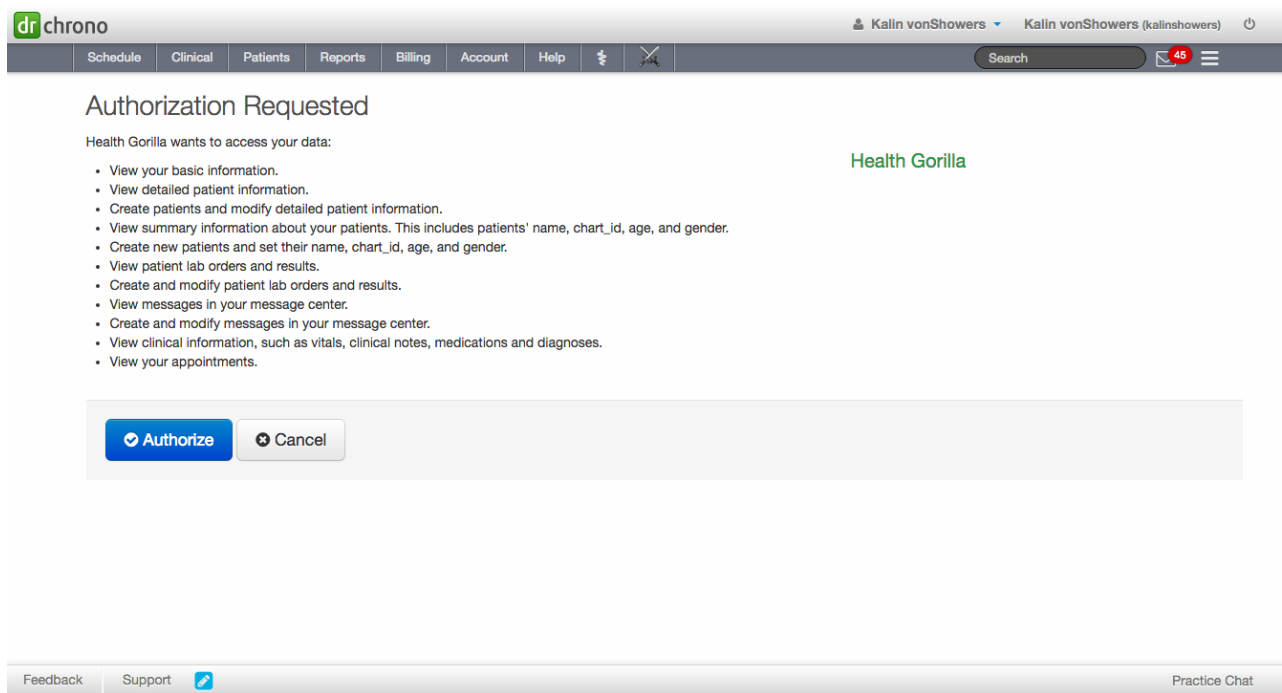 dr chrono
Kalin vonShowers Kalin vonShowers (kalinshowers)
Schedule Clinical Patients Reports Billing Account Help Search 45
Authorization Requested
Health Gorilla wants to access your data:
Health Gorilla
• View your basic information.
• View detailed patient information.
• Create patients and modify detailed patient information.
• View summary information about your patients. This includes patients' name, chart_id, age, and gender.
• Create new patients and set their name, chart_id, age, and gender.
• View patient lab orders and results.
• Create and modify patient lab orders and results.
• View messages in your message center.
• Create and modify messages in your message center.
• View clinical information, such as vitals, clinical notes, medications and diagnoses.
• View your appointments.
Authorize Cancel
Feedback Support Practice Chat